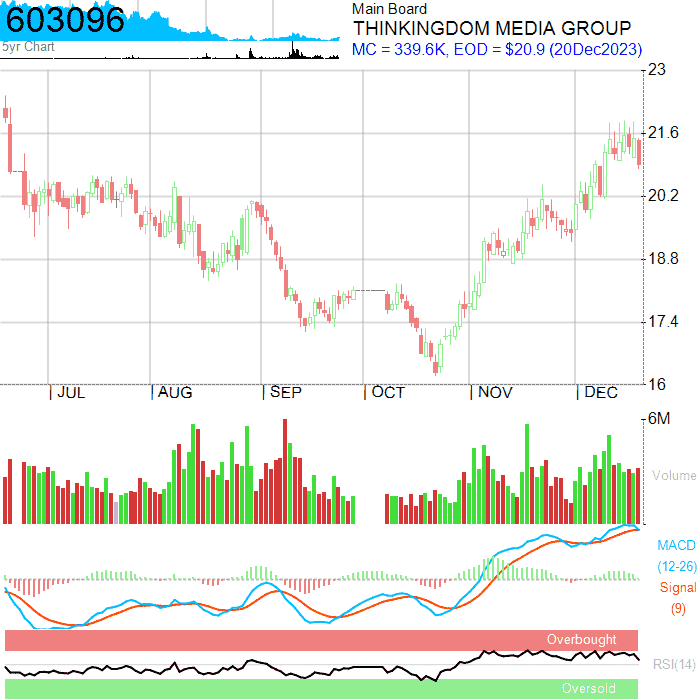 603096
5yr Chart
Main Board
THINKINGDOM MEDIA GROUP
MC = 339.6K, EOD = $20.9 (20Dec2023)
23
21.6
20.2
18.8
17.4
16
| JUL | AUG | SEP | OCT | NOV | DEC
6M
Volume
MACD
(12-26)
Signal
(9)
Overbought
RSI(14)
Oversold